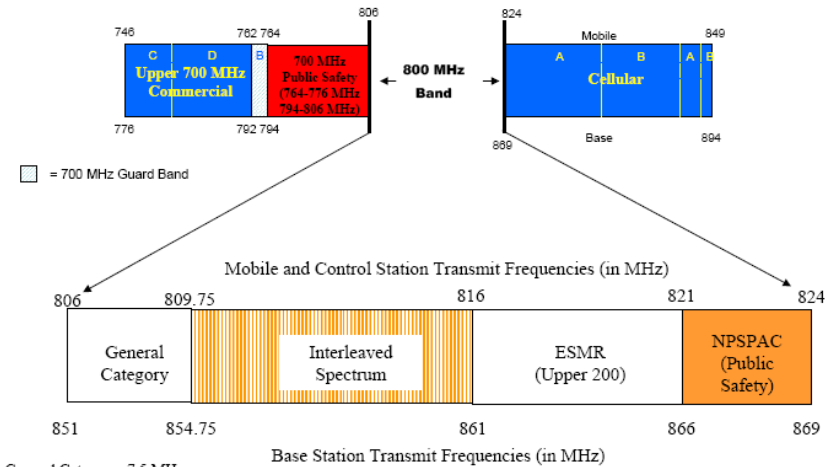 806
824
746
762 764
Mobile
849
C
D
B
700 MHz
A
B
A
B
Upper 700 MHz
Commercial
Public Safety
(764-776 MHz
794-806 MHz)
800 MHz
Band
Cellular
776
792 794
Base
894
869
= 700 MHz Guard Band
Mobile and Control Station Transmit Frequencies (in MHz)
806
809.75
816
821
824
General
Category
Interleaved
Spectrum
ESMR
(Upper 200)
NPSPAC
(Public
Safety)
851
854.75
861
866
869
Base Station Transmit Frequencies (in MHz)